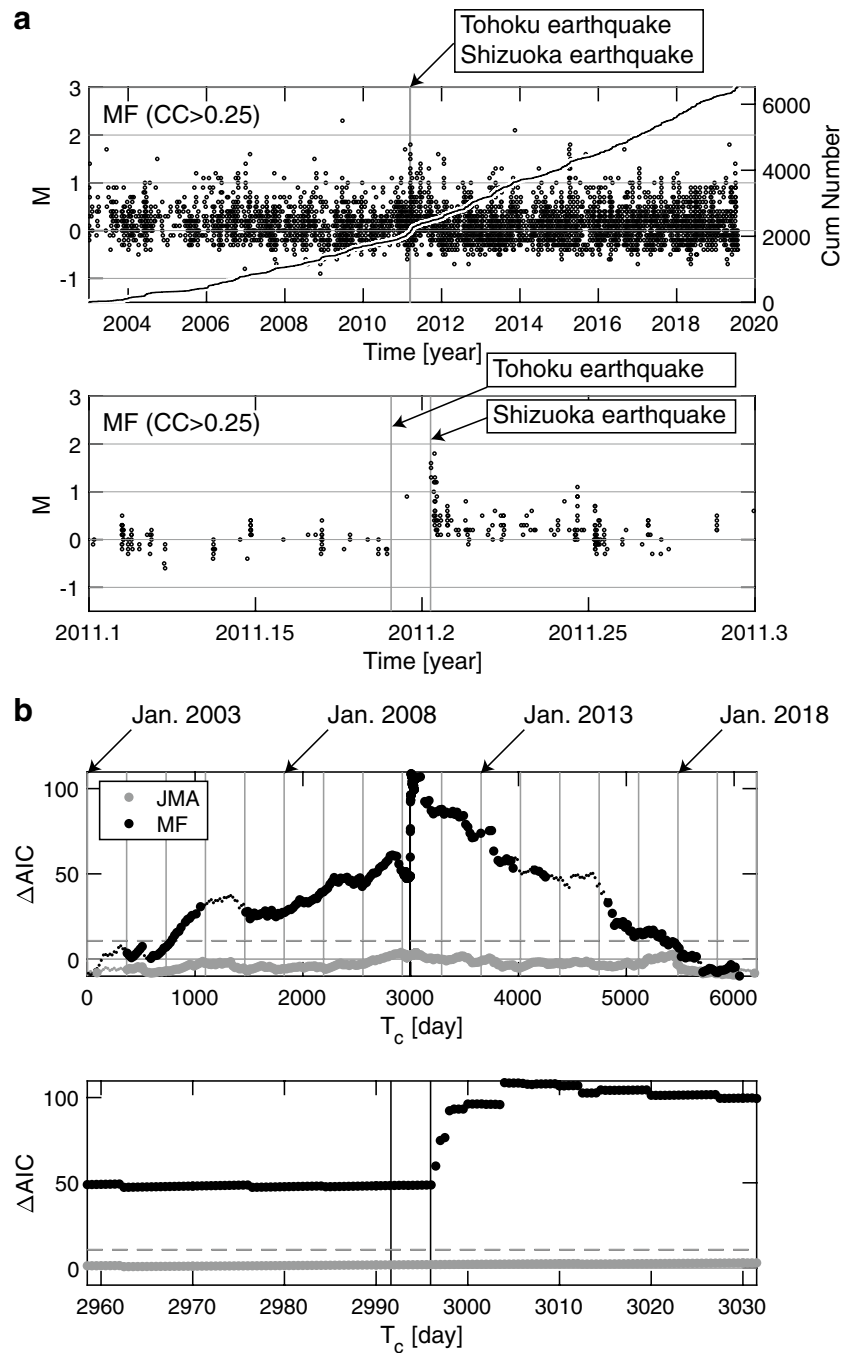 a
Tohoku earthquake
Shizuoka earthquake
MF (CC>0.25)
3
2
1
0
-1
M
6000
4000
2000
0
Cum Number
2004 2006 2008 2010 2012 2014 2016 2018 2020
Time [year]
Tohoku earthquake
Shizuoka earthquake
MF (CC>0.25)
3
2
1
0
-1
M
2011.1 2011.15 2011.2 2011.25 2011.3
Time [year]
b
Jan. 2003 Jan. 2008 Jan. 2013 Jan. 2018
JMA
MF
100
50
0
ΔAIC
0 1000 2000 3000 4000 5000 6000
T_c [day]
100
50
0
ΔAIC
2960 2970 2980 2990 3000 3010 3020 3030
T_c [day]